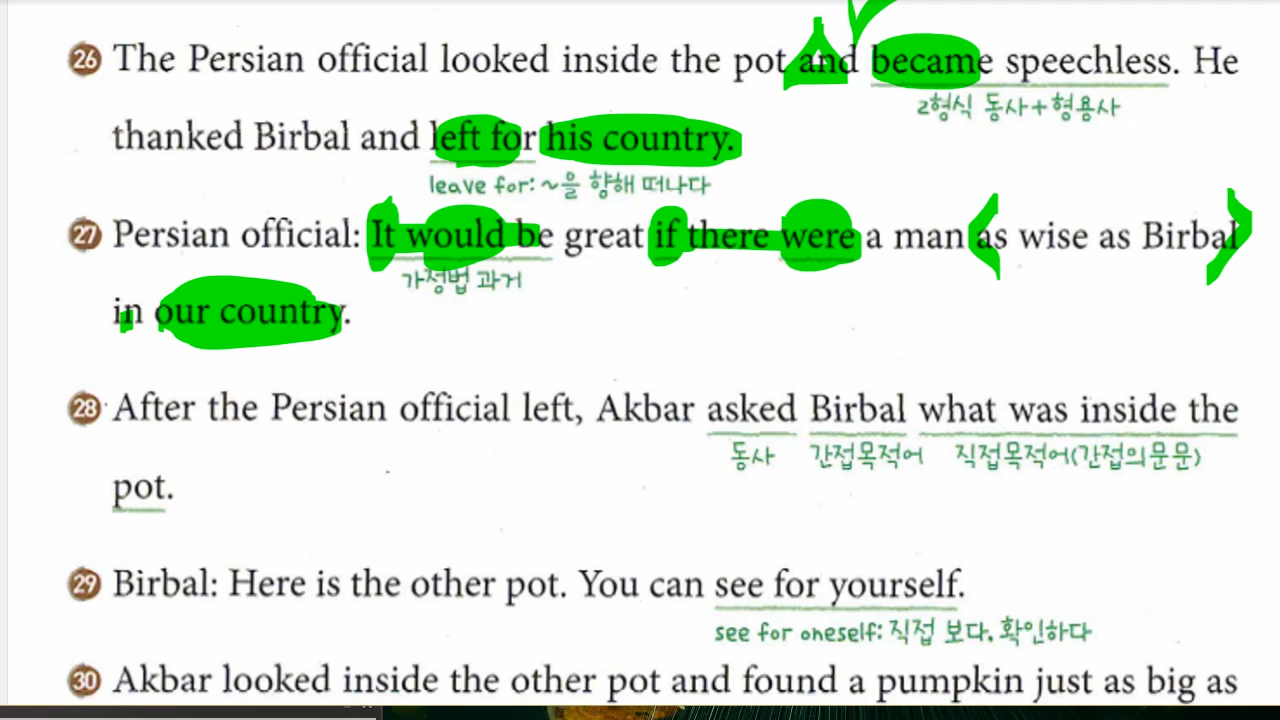 26 The Persian official looked inside the pot and became speechless. He
2형식 동사+형용사
thanked Birbal and left for his country.
leave for: ~을 향해 떠나다
27 Persian official: It would be great if there were a man as wise as Birbal
가정법 과거
in our country.
28 After the Persian official left, Akbar asked Birbal what was inside the
동사 간접목적어 직접목적어(간접의문문)
pot.
29 Birbal: Here is the other pot. You can see for yourself.
see for oneself: 직접 보다, 확인하다
30 Akbar looked inside the other pot and found a pumpkin just as big as